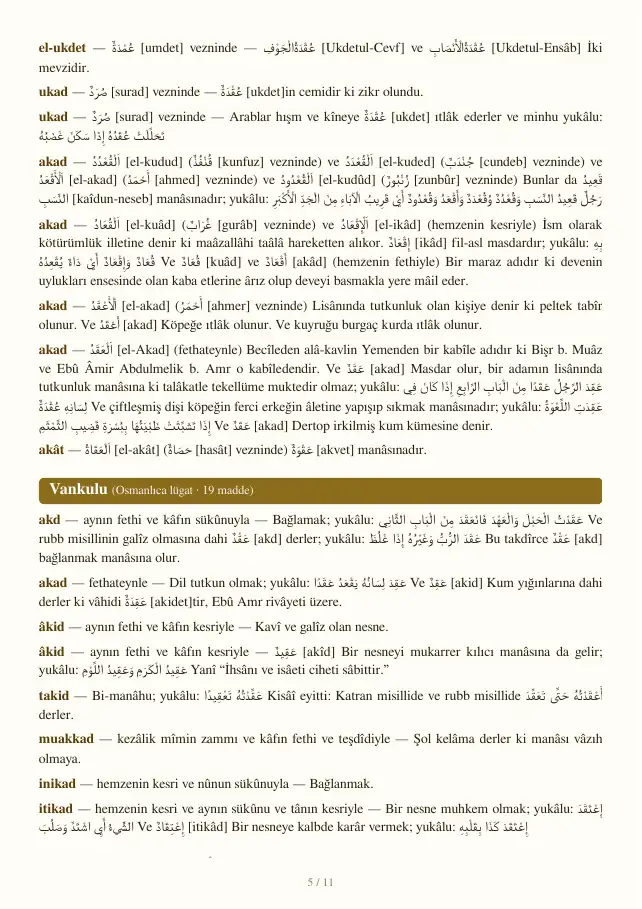 el-ukdet — عُمْدَةٌ [umdet] vezninde — عُقْدَةُالْجَوْفِ [Ukdetul-Cevf] ve عُقْدَةُالْأَنْصَابِ [Ukdetul-Ensâb] İki
mevzidir.
ukad — صُرَدٌ [surad] vezninde — عُقْدَةٌ [ukdet]in cemidir ki zikr olundu.
ukad — صُرَدٌ [surad] vezninde — Arablar hışm ve kîneye عُقْدَةٌ [ukdet] ıtlâk ederler ve minhu yukâlu:
تَحَلَّلَتْ عُقَدُهُ إِذَا سَكَنَ غَضَبُهُ
akad — اَلْقُعْدُدُ [el-kudud] (قُنْفُذٌ [kunfuz] vezninde) ve اَلْقُعْدَدُ [el-kuded] (جُنْدَبٌ [cundeb] vezninde) ve
اَلْأَقْعَدُ [el-akad] (أَحْمَدُ [ahmed] vezninde) ve اَلْقُعْدُودُ [el-kudûd] (زُنْبُورٌ [zunbûr] vezninde) Bunlar da قَعِيدُ
النَّسَبِ [kaîdun-neseb] manâsınadır; yukâlu: رَجُلٌ قَعِيدُ النَّسَبِ وَقُعْدُدٌ وَقُعْدَدٌ وَأَقْعَدُ وَقُعْدُودٌ أَيْ قَرِيبُ الْآبَاءِ مِنَ الْجَدِّ الْأَكْبَرِ
akad — اَلْقُعَادُ [el-kuâd] (غُرَابٌ [gurâb] vezninde) ve اَلْإِقْعَادُ [el-ikâd] (hemzenin kesriyle) İsm olarak
kötürümlük illetine denir ki maâzallâhi taâlâ hareketten alıkor. إِقْعَادٌ [ikâd] fil-asl masdardır; yukâlu: بِهِ
قُعَادٌ وَإِقْعَادٌ أَيْ دَاءٌ يُقْعِدُهُ Ve قُعَادٌ [kuâd] ve أَقْعَادٌ [akâd] (hemzenin fethiyle) Bir maraz adıdır ki devenin
uylukları ensesinde olan kaba etlerine ârız olup deveyi basmakla yere mâil eder.
akad — اَلْأَعْقَدُ [el-akad] (أَحْمَرُ [ahmer] vezninde) Lisânında tutkunluk olan kişiye denir ki peltek tabîr
olunur. Ve أَعْقَدُ [akad] Köpeğe ıtlâk olunur. Ve kuyruğu burgaç kurda ıtlâk olunur.
akad — اَلْعَقَدُ [el-Akad] (fethateynle) Becîleden alâ-kavlin Yemenden bir kabîle adıdır ki Bişr b. Muâz
ve Ebû Âmir Abdulmelik b. Amr o kabîledendir. Ve عَقَدٌ [akad] Masdar olur, bir adamın lisânında
tutkunluk manâsına ki talâkatle tekellüme muktedir olmaz; yukâlu: عَقِدَ الرَّجُلُ عَقَدًا مِنَ الْبَابِ الرَّابِعِ إِذَا كَانَ فِي
لِسَانِهِ عُقْدَةٌ Ve çiftleşmiş dişi köpeğin ferci erkeğin âletine yapışıp sıkmak manâsınadır; yukâlu: عَقِدَتِ اللَّعْوَةُ
إِذَا تَشَبَّثَتْ ظَبْيَتُهَا بِبُسْرَةِ قَضِيبِ الثَّمْثَمِ Ve عَقَدٌ [akad] Dertop irkilmiş kum kümesine denir.
akât — اَلْعَقَاةُ [el-akât] (حَصَاةٌ [hasât] vezninde) عَقْوَةٌ [akvet] manâsınadır.
Vankulu (Osmanlıca lügat · 19 madde)
akd — aynın fethi ve kâfın sükûnuyla — Bağlamak; yukâlu: عَقَدْتُ الْحَبْلَ وَالْعَهْدَ فَانْعَقَدَ مِنَ الْبَابِ الثَّانِي Ve
rubb misillinin galîz olmasına dahi عَقْدٌ [akd] derler; yukâlu: عَقَدَ الرُّبُّ وَغَيْرُهُ إِذَا غَلُظَ Bu takdîrce عَقْدٌ [akd]
bağlanmak manâsına olur.
akad — fethateynle — Dil tutkun olmak; yukâlu: عَقِدَ لِسَانُهُ يَعْقَدُ عَقَدًا Ve عَقِدٌ [akid] Kum yığınlarına dahi
derler ki vâhidi عَقِدَةٌ [akidet]tir, Ebû Amr rivâyeti üzere.
âkid — aynın fethi ve kâfın kesriyle — Kavî ve galîz olan nesne.
âkid — aynın fethi ve kâfın kesriyle — عَقِيدٌ [akîd] Bir nesneyi mukarrer kılıcı manâsına da gelir;
yukâlu: عَقِيدُ الْكَرَمِ وَعَقِيدُ اللُّؤْمِ Yanî “İhsânı ve isâeti ciheti sâbittir.”
takid — Bi-manâhu; yukâlu: عَقَّدْتُهُ تَعْقِيدًا Kisâî eyitti: Katran misillide ve rubb misillide أَعْقَدْتُهُ حَتَّى تَعَقَّدَ
derler.
muakkad — kezâlik mîmin zammı ve kâfın fethi ve teşdîdiyle — Şol kelâma derler ki manâsı vâzıh
olmaya.
inikad — hemzenin kesri ve nûnun sükûnuyla — Bağlanmak.
itikad — hemzenin kesri ve aynın sükûnu ve tânın kesriyle — Bir nesne muhkem olmak; yukâlu: إِعْتَقَدَ
الشَّيْءُ أَيِ اشْتَدَّ وَصَلُبَ Ve إِعْتِقَادٌ [itikâd] Bir nesneye kalbde karâr vermek; yukâlu: إِعْتَقَدَ كَذَا بِقَلْبِهِ
5 / 11